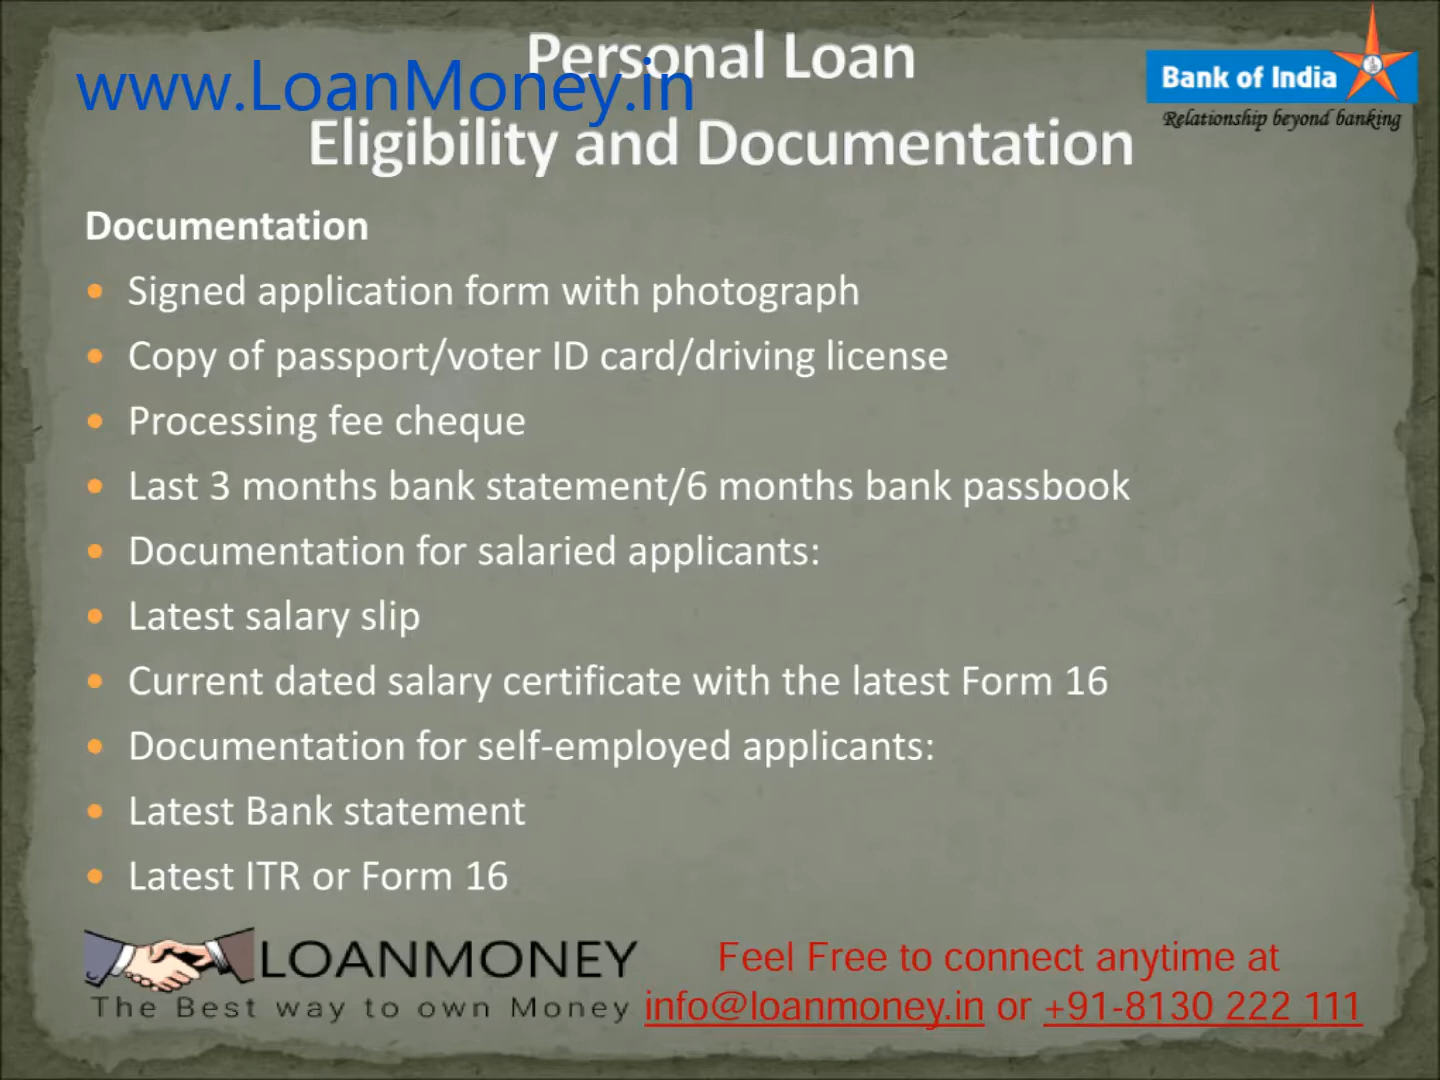 Personal Loan
www.LoanMoney.in
Eligibility and Documentation
Bank of India
Relationship beyond banking
Documentation
• Signed application form with photograph
• Copy of passport/voter ID card/driving license
• Processing fee cheque
• Last 3 months bank statement/6 months bank passbook
• Documentation for salaried applicants:
• Latest salary slip
• Current dated salary certificate with the latest Form 16
• Documentation for self-employed applicants:
• Latest Bank statement
• Latest ITR or Form 16
LOANMONEY
The Best way to own Money
Feel Free to connect anytime at
info@loanmoney.in or +91-8130 222 111